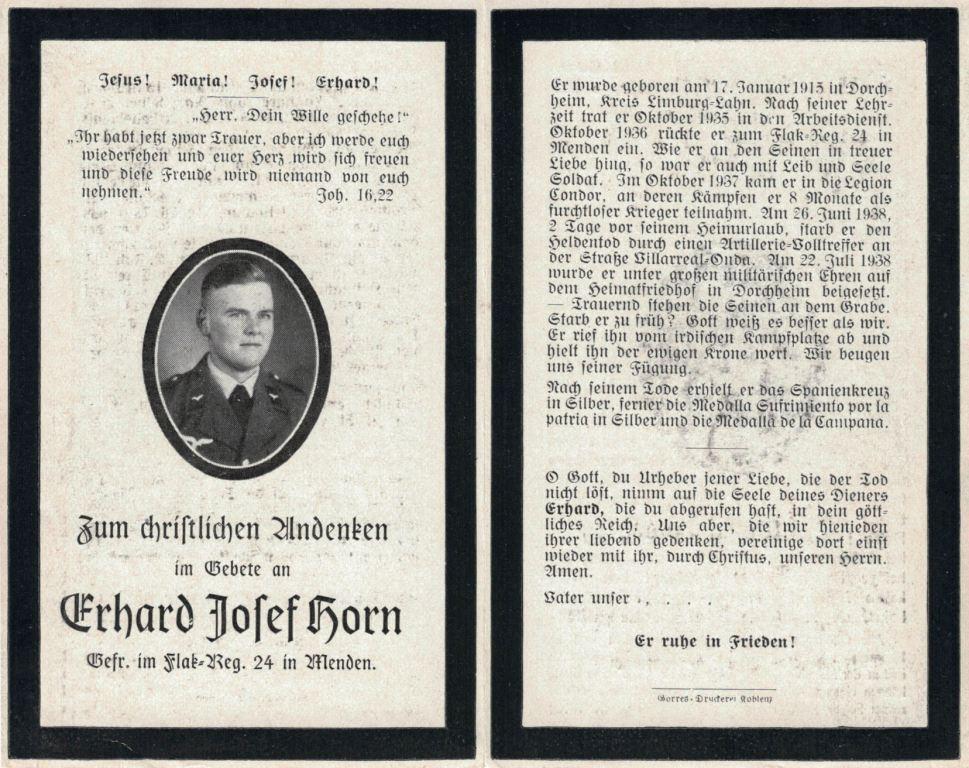 Jesus! Maria! Josef! Erhard!
„Herr, Dein Wille geschehe!“
„Ihr habt jetzt zwar Trauer, aber ich werde euch
wiedersehen und euer Herz wird sich freuen
und diese Freude wird niemand von euch
nehmen.“ Joh. 16,22
Zum christlichen Andenken
im Gebete an
Erhard Josef Horn
Gefr. im Flak-Reg. 24 in Menden.
Er wurde geboren am 17. Januar 1915 in Dorch-
heim, Kreis Limburg-Lahn. Nach seiner Lehr-
zeit trat er Oktober 1935 in den Arbeitsdienst.
Oktober 1936 rückte er zum Flak-Reg. 24 in
Menden ein. Wie er an den Seinen in treuer
Liebe hing, so war er auch mit Leib und Seele
Soldat. Im Oktober 1937 kam er in die Legion
Condor, an deren Kämpfen er 8 Monate als
furchtloser Krieger teilnahm. Am 26. Juni 1938,
2 Tage vor seinem Heimurlaub, starb er den
Heldentod durch einen Artillerie-Volltreffer an
der Straße Villarreal-Onda. Am 22. Juli 1938
wurde er unter großen militärischen Ehren auf
dem Heimatfriedhof in Dorchheim beigesetzt.
— Trauernd stehen die Seinen an dem Grabe.
Starb er zu früh? Gott weiß es besser als wir.
Er rief ihn vom irdischen Kampfplatze ab und
hielt ihn der ewigen Krone wert. Wir beugen
uns seiner Fügung.
Nach seinem Tode erhielt er das Spanienkreuz
in Silber, ferner die Medalla Sufrimiento por la
patria in Silber und die Medalla de la Campana.
O Gott, du Urheber jener Liebe, die der Tod
nicht löst, nimm auf die Seele deines Dieners
Erhard, die du abgerufen hast, in dein gött-
liches Reich. Uns aber, die wir hienieden
ihrer liebend gedenken, vereinige dort einst
wieder mit ihr, durch Christus, unseren Herrn.
Amen.
Vater unser . . . . .
Er ruhe in Frieden!
Görres-Druckerei Koblenz